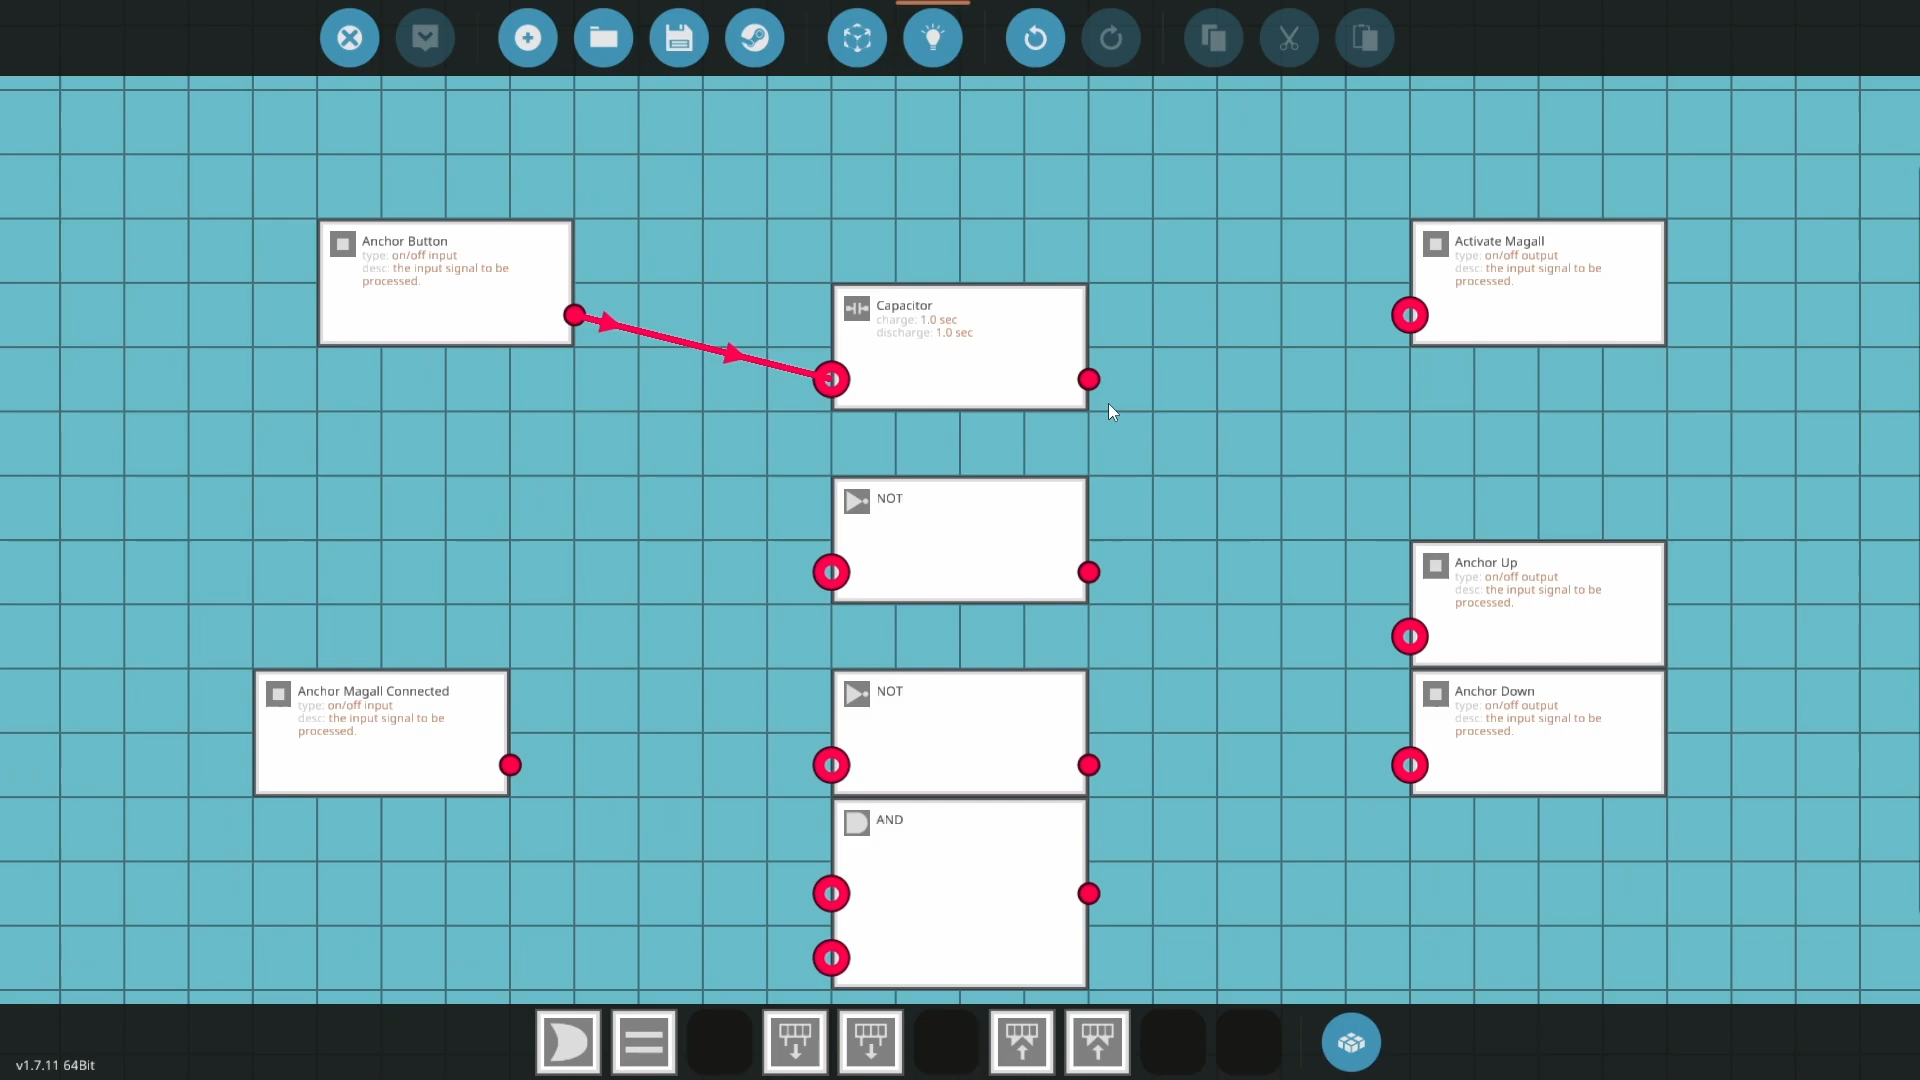 Anchor Button
type: on/off input
desc: the input signal to be
processed.
Activate Magall
type: on/off output
desc: the input signal to be
processed.
Capacitor
charge: 1.0 sec
discharge: 1.0 sec
NOT
Anchor Up
type: on/off output
desc: the input signal to be
processed.
Anchor Magall Connected
type: on/off input
desc: the input signal to be
processed.
NOT
Anchor Down
type: on/off output
desc: the input signal to be
processed.
AND
v1.7.11 64Bit